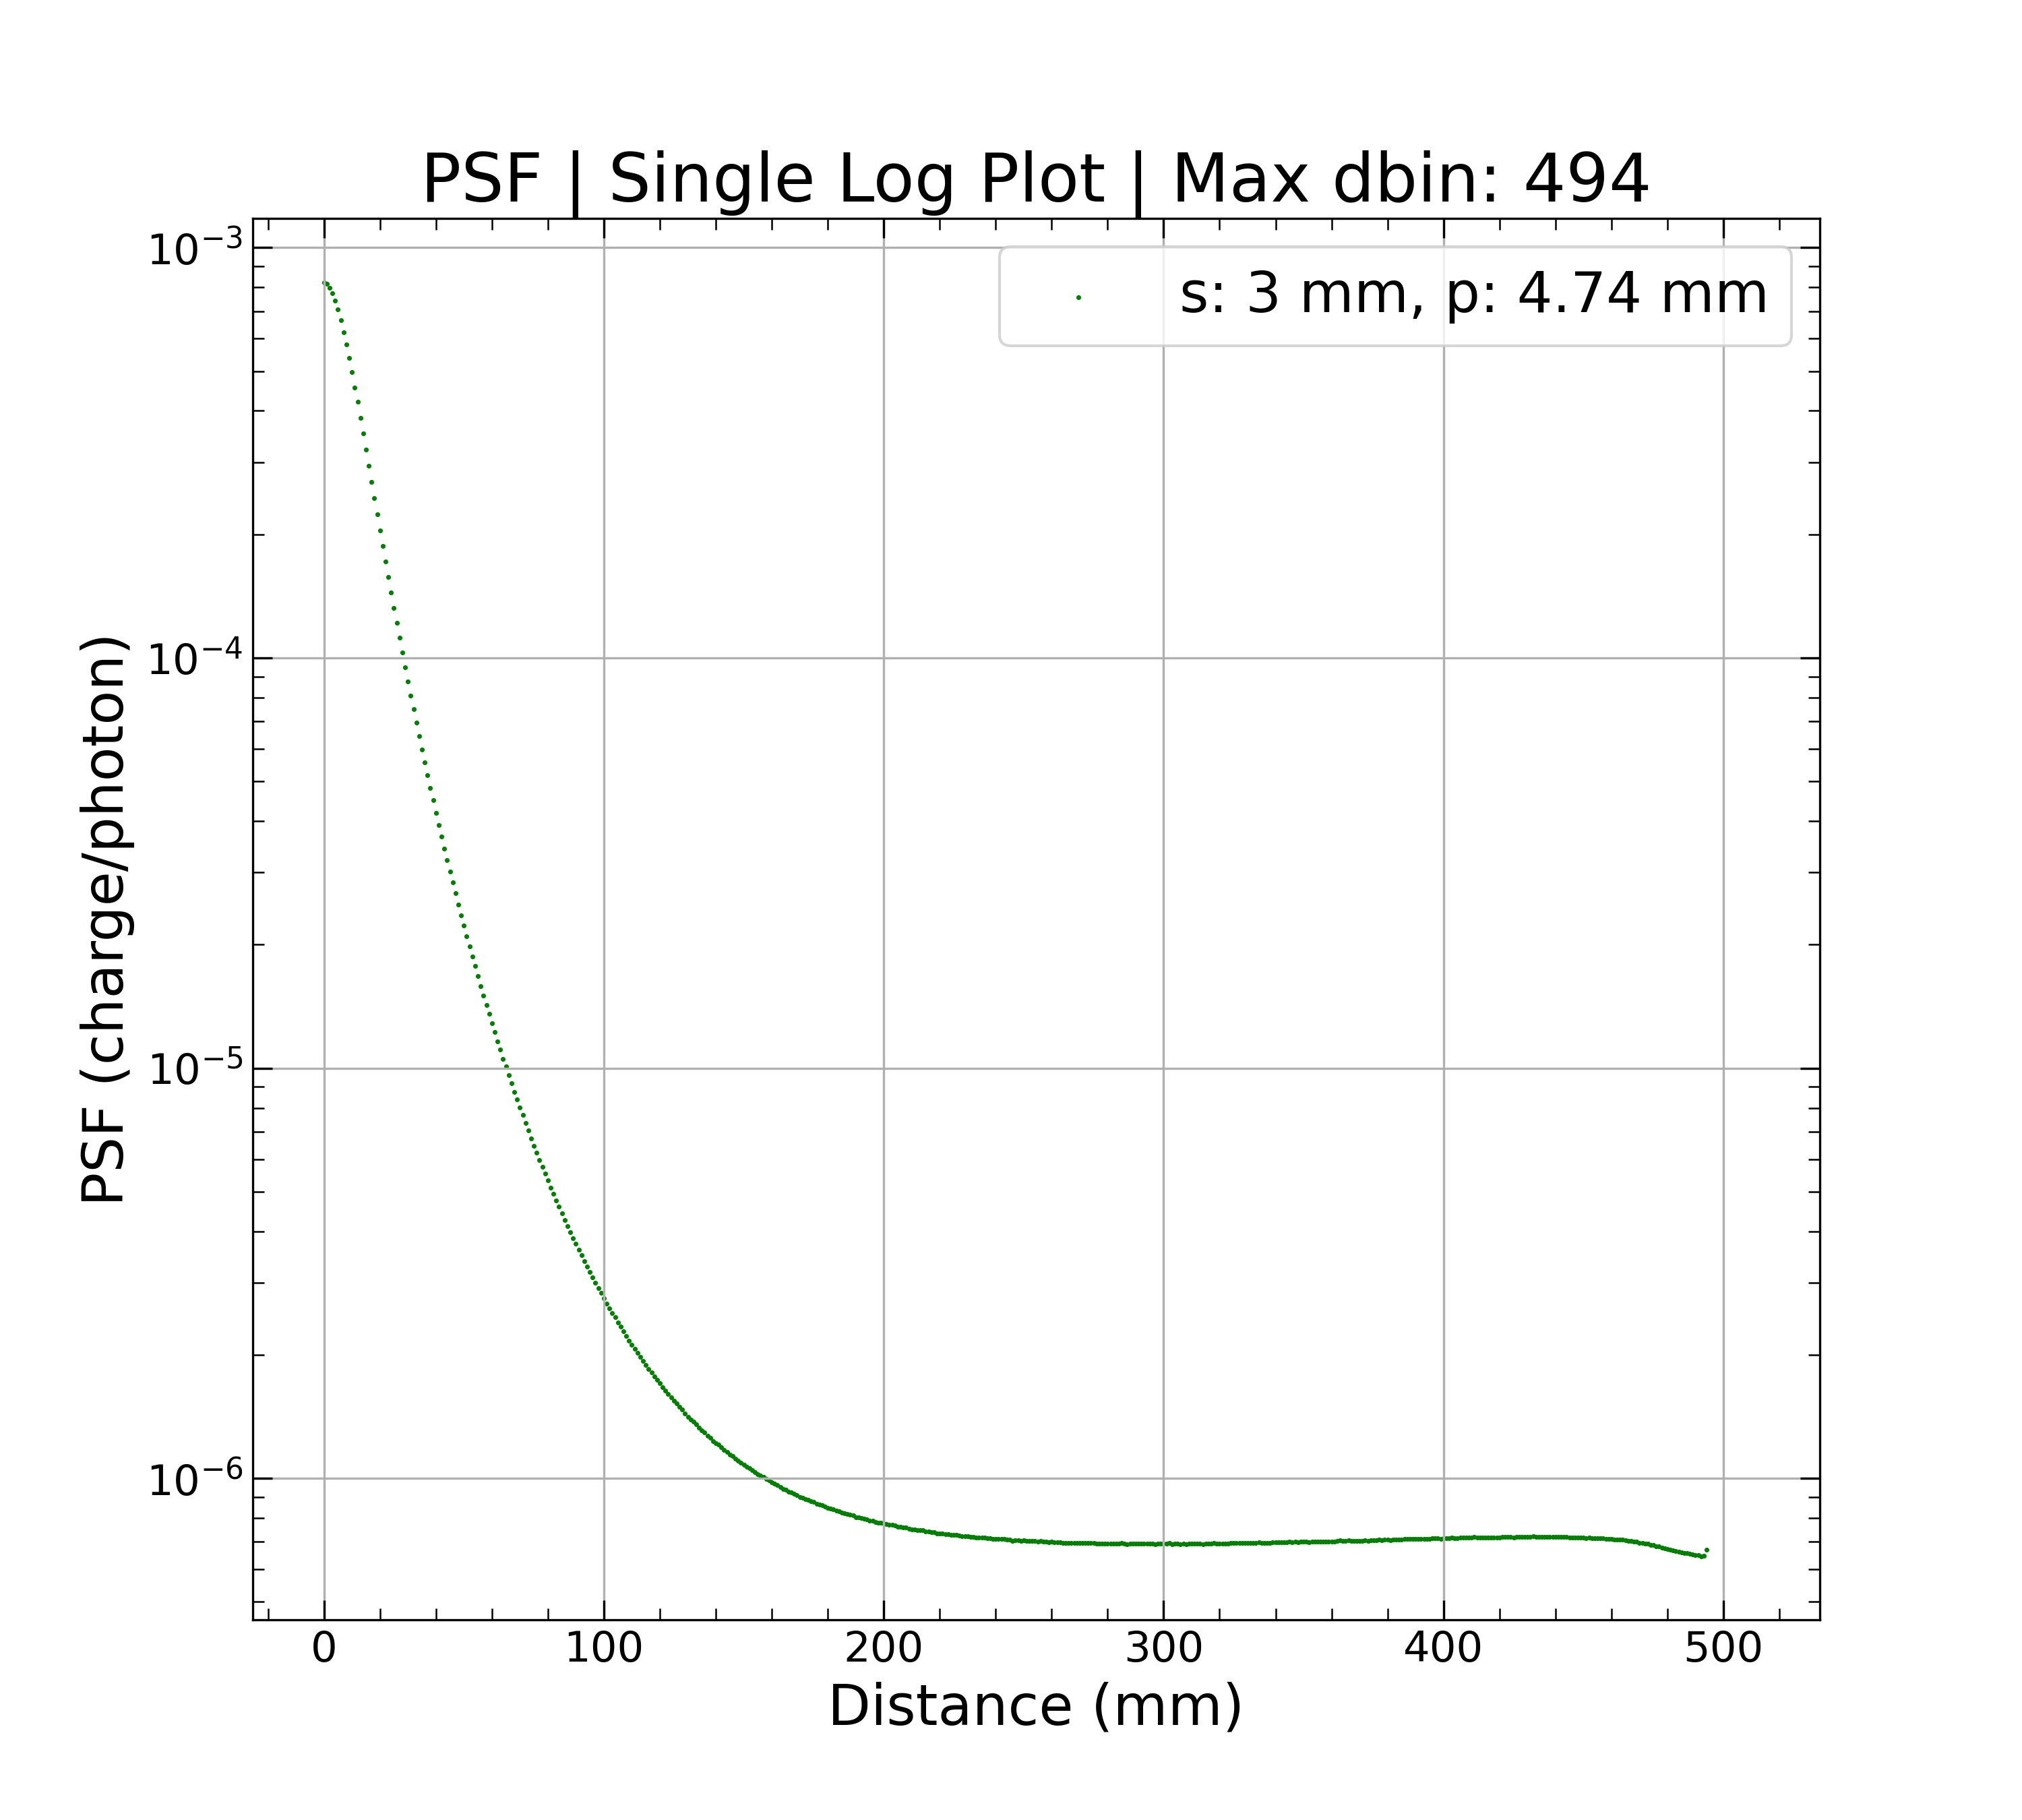 PSF | Single Log Plot | Max dbin: 494
s: 3 mm, p: 4.74 mm
PSF (charge/photon)
10⁻³
10⁻⁴
10⁻⁵
10⁻⁶
0 100 200 300 400 500
Distance (mm)